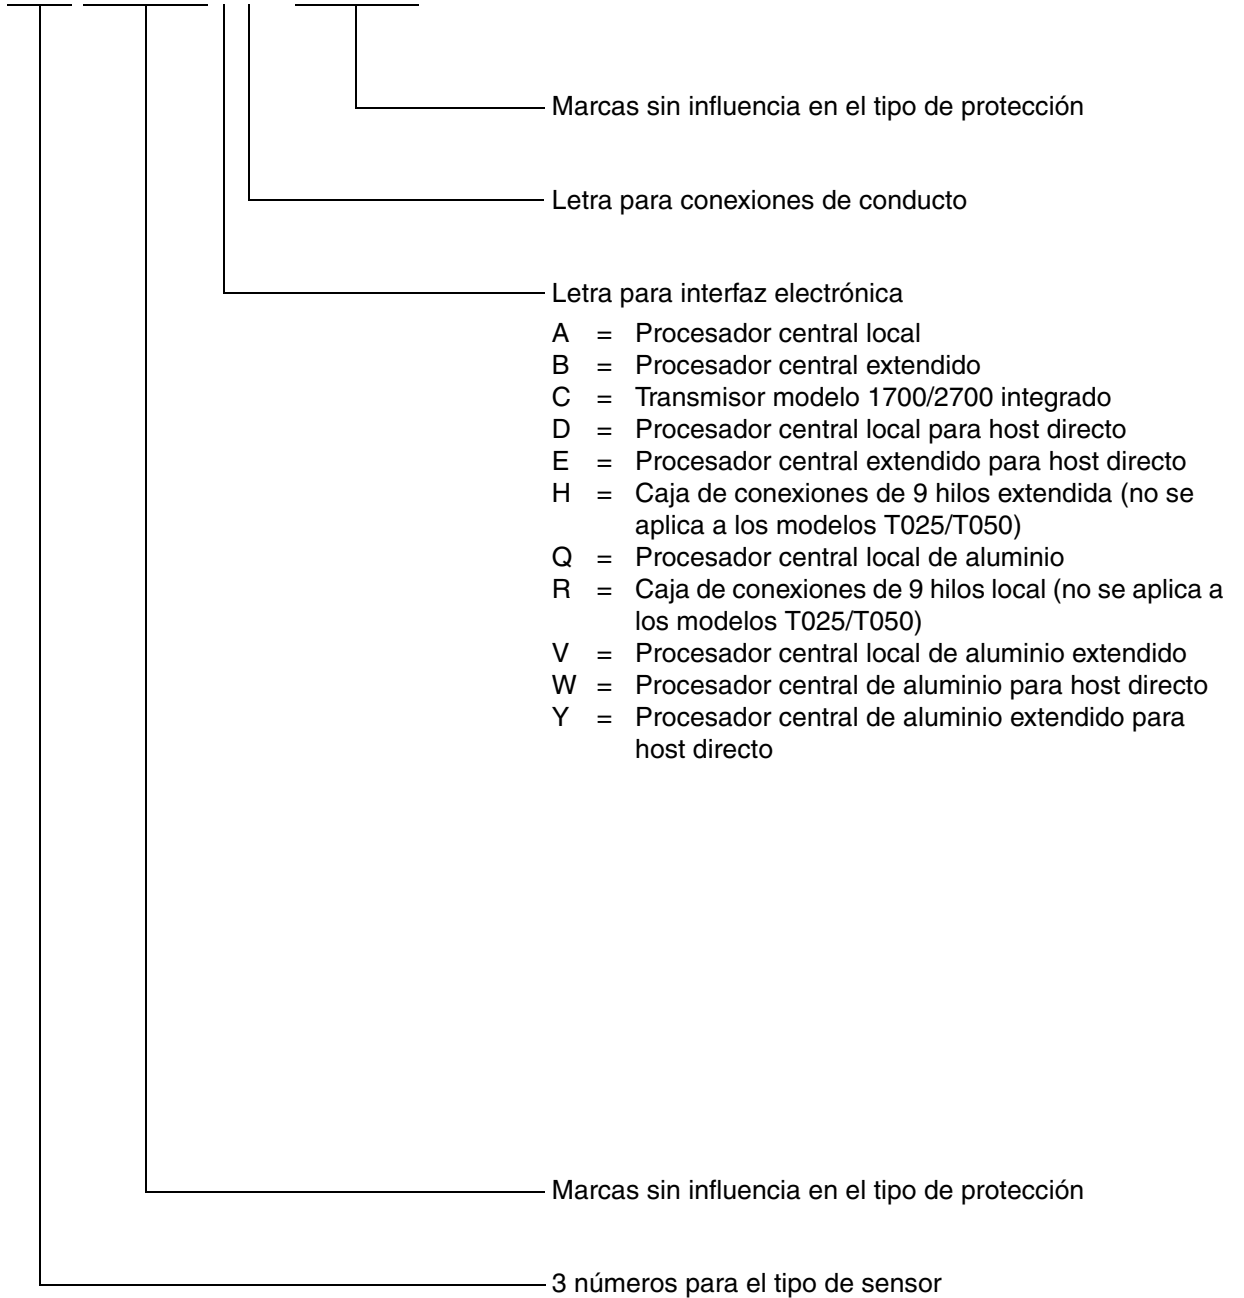 Marcas sin influencia en el tipo de protección
Letra para conexiones de conducto
Letra para interfaz electrónica
A = Procesador central local
B = Procesador central extendido
C = Transmisor modelo 1700/2700 integrado
D = Procesador central local para host directo
E = Procesador central extendido para host directo
H = Caja de conexiones de 9 hilos extendida (no se
aplica a los modelos T025/T050)
Q = Procesador central local de aluminio
R = Caja de conexiones de 9 hilos local (no se aplica a
los modelos T025/T050)
V = Procesador central local de aluminio extendido
W = Procesador central de aluminio para host directo
Y = Procesador central de aluminio extendido para
host directo
Marcas sin influencia en el tipo de protección
3 números para el tipo de sensor